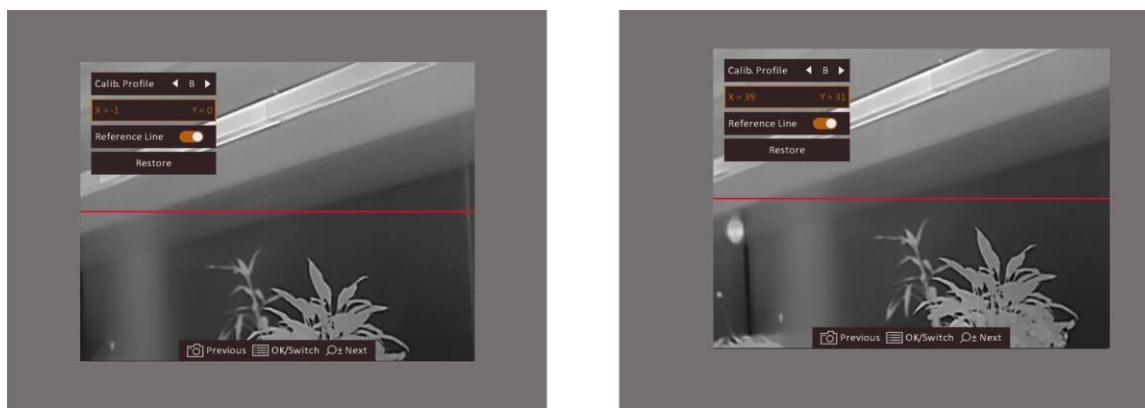 Calib. Profile ◀ B ▶
X = -1 Y = 0
Reference Line
Restore
Previous OK/Switch ± Next
Calib. Profile ◀ B ▶
X = 39 Y = 31
Reference Line
Restore
Previous OK/Switch ± Next